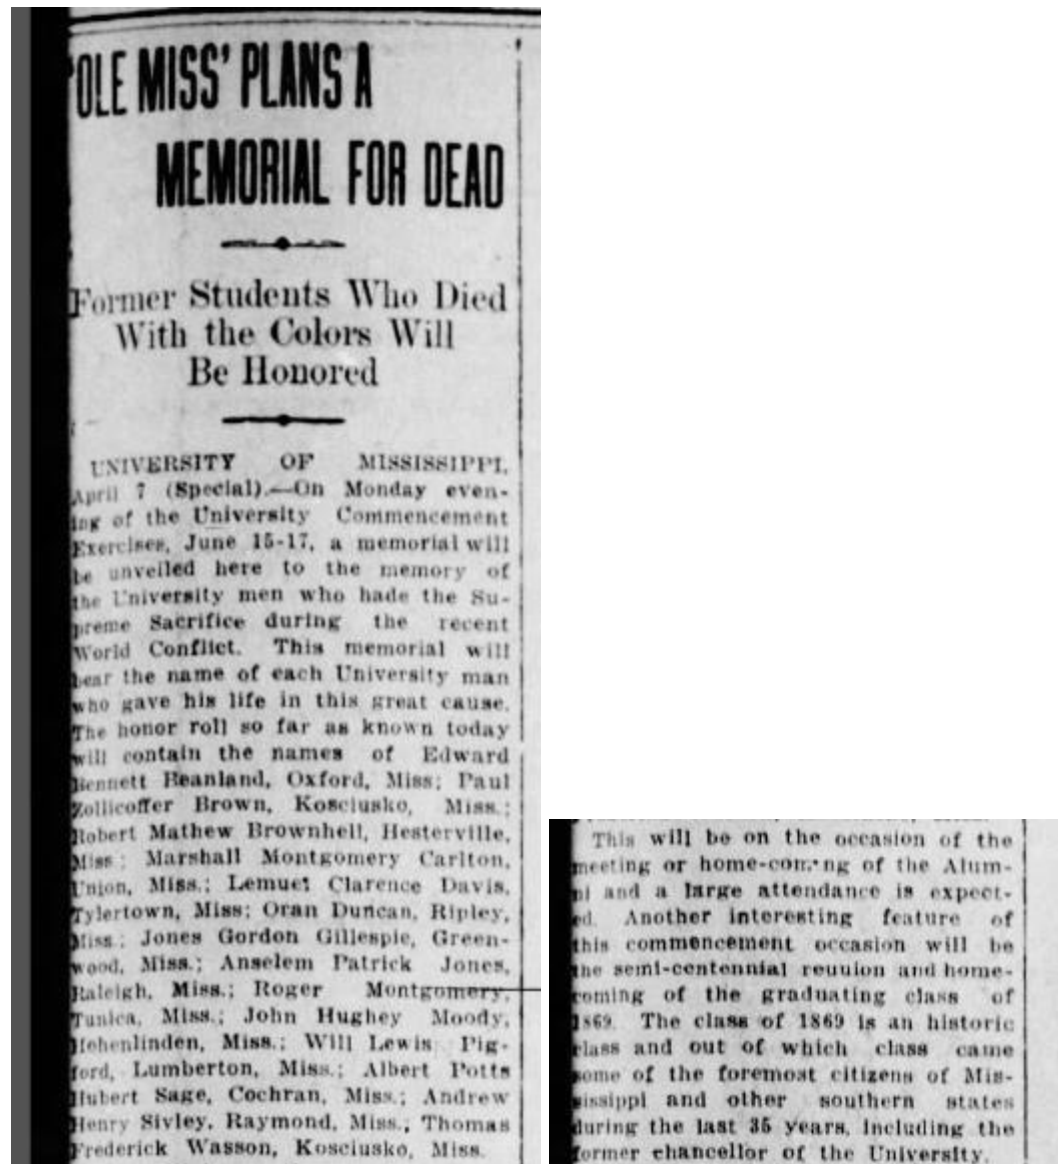 'OLE MISS' PLANS A
MEMORIAL FOR DEAD
Former Students Who Died
With the Colors Will
Be Honored
UNIVERSITY OF MISSISSIPPI,
April 7 (Special).—On Monday even-
ing of the University Commencement
Exercises, June 15-17, a memorial will
be unveiled here to the memory of
the University men who hade the Su-
preme Sacrifice during the recent
World Conflict. This memorial will
bear the name of each University man
who gave his life in this great cause.
The honor roll so far as known today
will contain the names of Edward
Bennett Beanland, Oxford, Miss; Paul
Zollicoffer Brown, Kosciusko, Miss.;
Robert Mathew Brownhell, Hesterville,
Miss; Marshall Montgomery Carlton,
Union, Miss.; Lemuel Clarence Davis,
Tylertown, Miss; Oran Duncan, Ripley,
Miss.; Jones Gordon Gillespie, Green-
wood, Miss.; Anselem Patrick Jones,
Raleigh, Miss.; Roger Montgomery,
Tunica, Miss.; John Hughey Moody,
Hohenlinden, Miss.; Will Lewis Pig-
ford, Lumberton, Miss.; Albert Potts
Hubert Sage, Cochran, Miss.; Andrew
Henry Sivley, Raymond, Miss.; Thomas
Frederick Wasson, Kosciusko, Miss.
This will be on the occasion of the
meeting or home-coming of the Alum-
ni and a large attendance is expect-
ed. Another interesting feature of
this commencement occasion will be
the semi-centennial reuuion and home-
coming of the graduating class of
1869. The class of 1869 is an historic
class and out of which class came
some of the foremost citizens of Mis-
sissippi and other southern states
during the last 35 years, including the
former chancellor of the University.